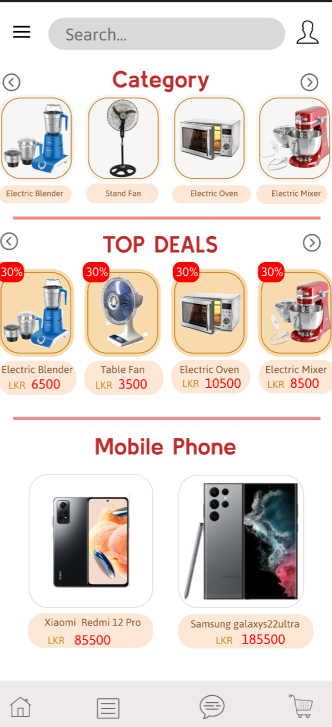 Search...
Category
Electric Blender
Stand Fan
Electric Oven
Electric Mixer
TOP DEALS
30%
30%
30%
30%
Electric Blender
LKR 6500
Table Fan
LKR 3500
Electric Oven
LKR 10500
Electric Mixer
LKR 8500
Mobile Phone
Xiaomi Redmi 12 Pro
LKR 85500
Samsung galaxys22ultra
LKR 185500